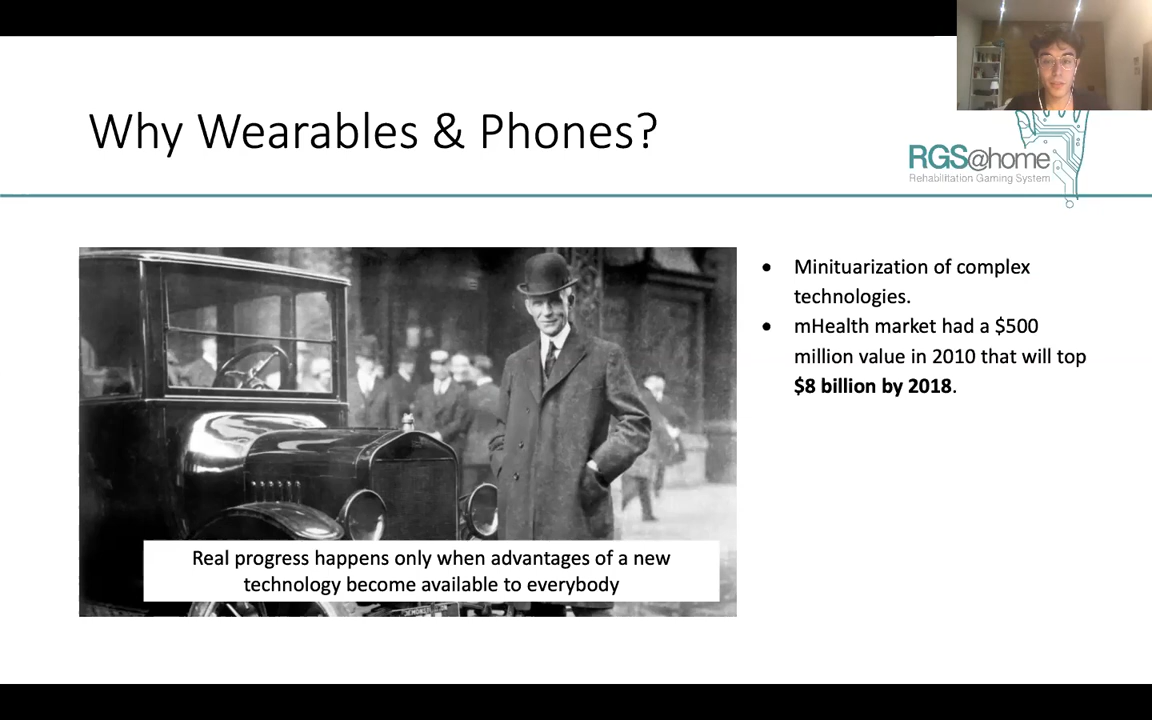 Why Wearables & Phones?
RGS@home
Rehabilitation Gaming System
Real progress happens only when advantages of a new
technology become available to everybody
• Minituarization of complex
technologies.
• mHealth market had a $500
million value in 2010 that will top
$8 billion by 2018.